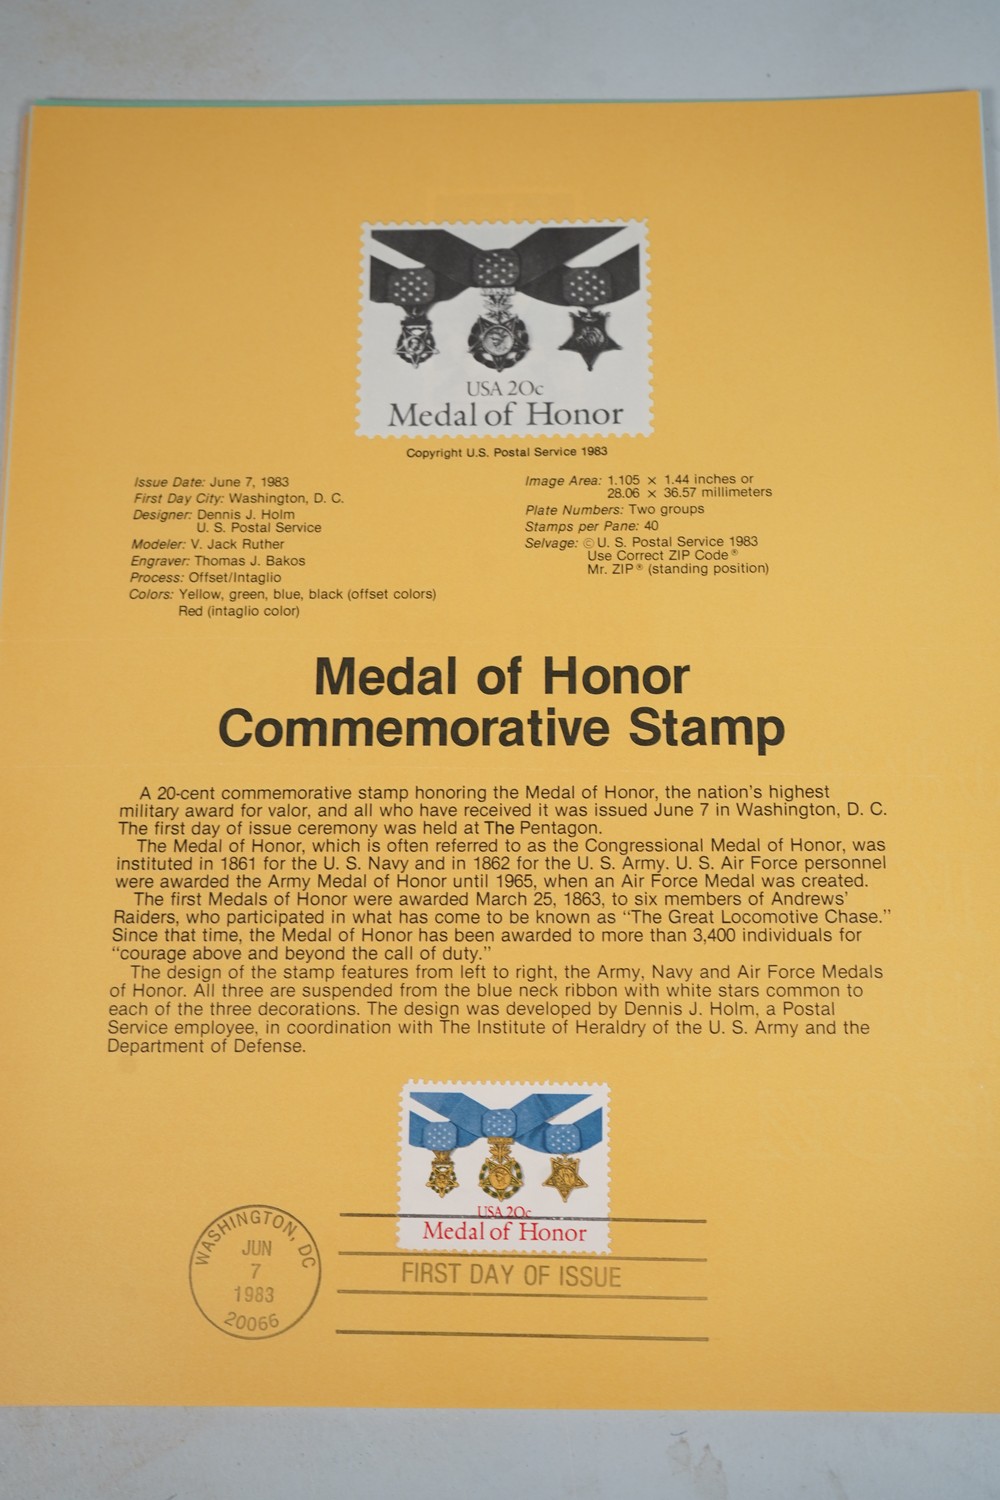 USA 20c
Medal of Honor
Copyright U.S. Postal Service 1983
Issue Date: June 7, 1983
First Day City: Washington, D. C.
Designer: Dennis J. Holm
U. S. Postal Service
Modeler: V. Jack Ruther
Engraver: Thomas J. Bakos
Process: Offset/Intaglio
Colors: Yellow, green, blue, black (offset colors)
Red (intaglio color)
Image Area: 1.105 × 1.44 inches or
28.06 × 36.57 millimeters
Plate Numbers: Two groups
Stamps per Pane: 40
Selvage: ©U. S. Postal Service 1983
Use Correct ZIP Code®
Mr. ZIP® (standing position)
Medal of Honor
Commemorative Stamp
A 20-cent commemorative stamp honoring the Medal of Honor, the nation's highest
military award for valor, and all who have received it was issued June 7 in Washington, D. C.
The first day of issue ceremony was held at The Pentagon.
The Medal of Honor, which is often referred to as the Congressional Medal of Honor, was
instituted in 1861 for the U. S. Navy and in 1862 for the U. S. Army. U. S. Air Force personnel
were awarded the Army Medal of Honor until 1965, when an Air Force Medal was created.
The first Medals of Honor were awarded March 25, 1863, to six members of Andrews'
Raiders, who participated in what has come to be known as "The Great Locomotive Chase."
Since that time, the Medal of Honor has been awarded to more than 3,400 individuals for
"courage above and beyond the call of duty."
The design of the stamp features from left to right, the Army, Navy and Air Force Medals
of Honor. All three are suspended from the blue neck ribbon with white stars common to
each of the three decorations. The design was developed by Dennis J. Holm, a Postal
Service employee, in coordination with The Institute of Heraldry of the U. S. Army and the
Department of Defense.
USA 20c
Medal of Honor
WASHINGTON, DC
JUN
7
1983
20066
FIRST DAY OF ISSUE